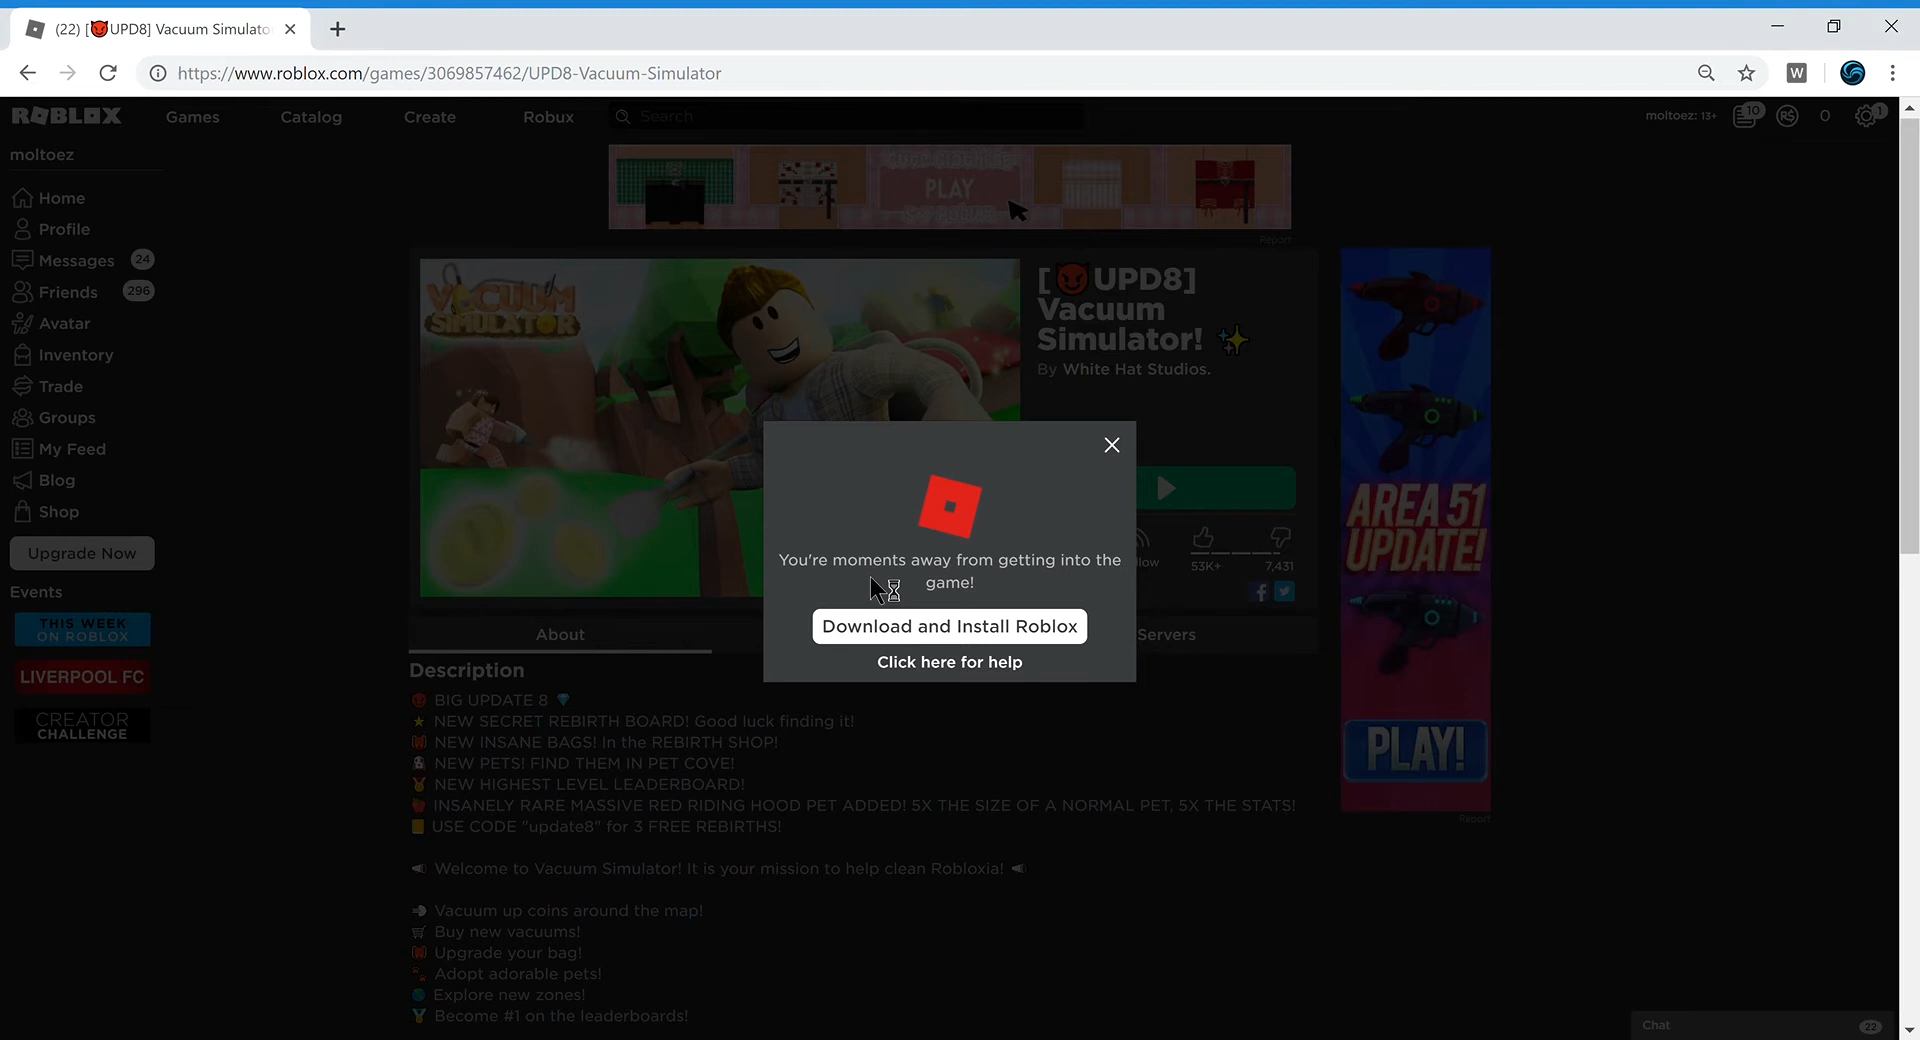 (22) [😈UPD8] Vacuum Simulato
https://www.roblox.com/games/3069857462/UPD8-Vacuum-Simulator
W
ROBLOX
Games
Catalog
Create
Robux
Search
moltoez: 13+
10
R$
0
1
moltoez
Home
Profile
Messages 24
Friends 296
Avatar
Inventory
Trade
Groups
My Feed
Blog
Shop
Upgrade Now
Events
THIS WEEK
ON ROBLOX
LIVERPOOL FC
CREATOR
CHALLENGE
PLAY
Report
VACUUM
SIMULATOR
[😈UPD8]
Vacuum
Simulator! ✨
By White Hat Studios.
llow
53K+
7,431
You're moments away from getting into the
game!
Download and Install Roblox
Click here for help
About
Servers
AREA 51
UPDATE!
PLAY!
Report
Description
BIG UPDATE 8
NEW SECRET REBIRTH BOARD! Good luck finding it!
NEW INSANE BAGS! In the REBIRTH SHOP!
NEW PETS! FIND THEM IN PET COVE!
NEW HIGHEST LEVEL LEADERBOARD!
INSANELY RARE MASSIVE RED RIDING HOOD PET ADDED! 5X THE SIZE OF A NORMAL PET, 5X THE STATS!
USE CODE "update8" for 3 FREE REBIRTHS!
Welcome to Vacuum Simulator! It is your mission to help clean Robloxia!
Vacuum up coins around the map!
Buy new vacuums!
Upgrade your bag!
Adopt adorable pets!
Explore new zones!
Become #1 on the leaderboards!
Chat
22